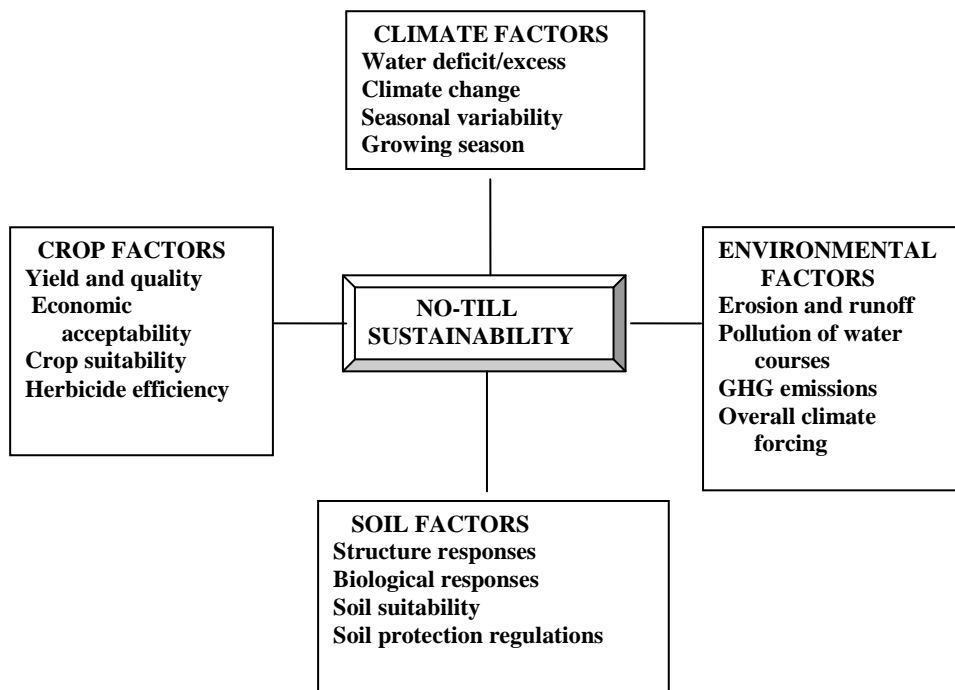 CLIMATE FACTORS
Water deficit/excess
Climate change
Seasonal variability
Growing season
CROP FACTORS
Yield and quality
Economic
acceptability
Crop suitability
Herbicide efficiency
NO-TILL
SUSTAINABILITY
ENVIRONMENTAL
FACTORS
Erosion and runoff
Pollution of water
courses
GHG emissions
Overall climate
forcing
SOIL FACTORS
Structure responses
Biological responses
Soil suitability
Soil protection regulations